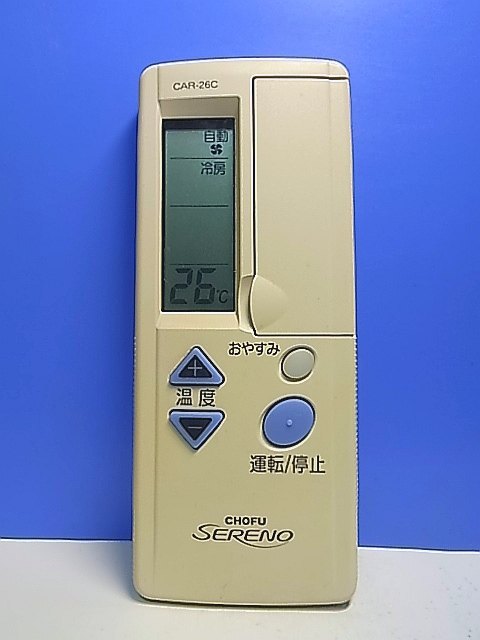 CAR-26C
自動
冷房
26℃
おやすみ
+
温度
−
運転/停止
CHOFU
SERENO